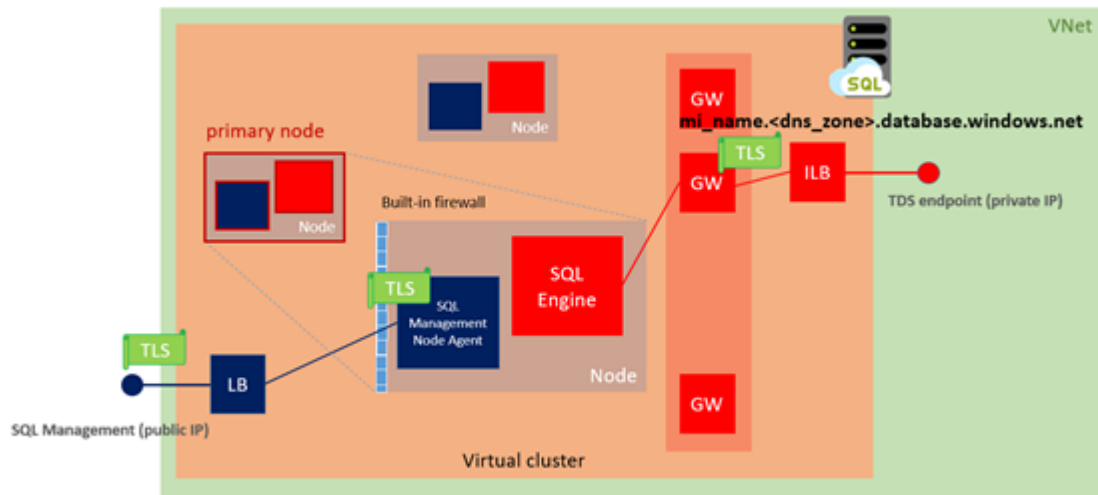 VNet
SQL
GW
mi_name.<dns_zone>.database.windows.net
Node
primary node
TLS
GW
ILB
TDS endpoint (private IP)
Node
Built-in firewall
SQL
Engine
TLS
SQL
Management
Node Agent
Node
TLS
LB
SQL Management (public IP)
GW
Virtual cluster